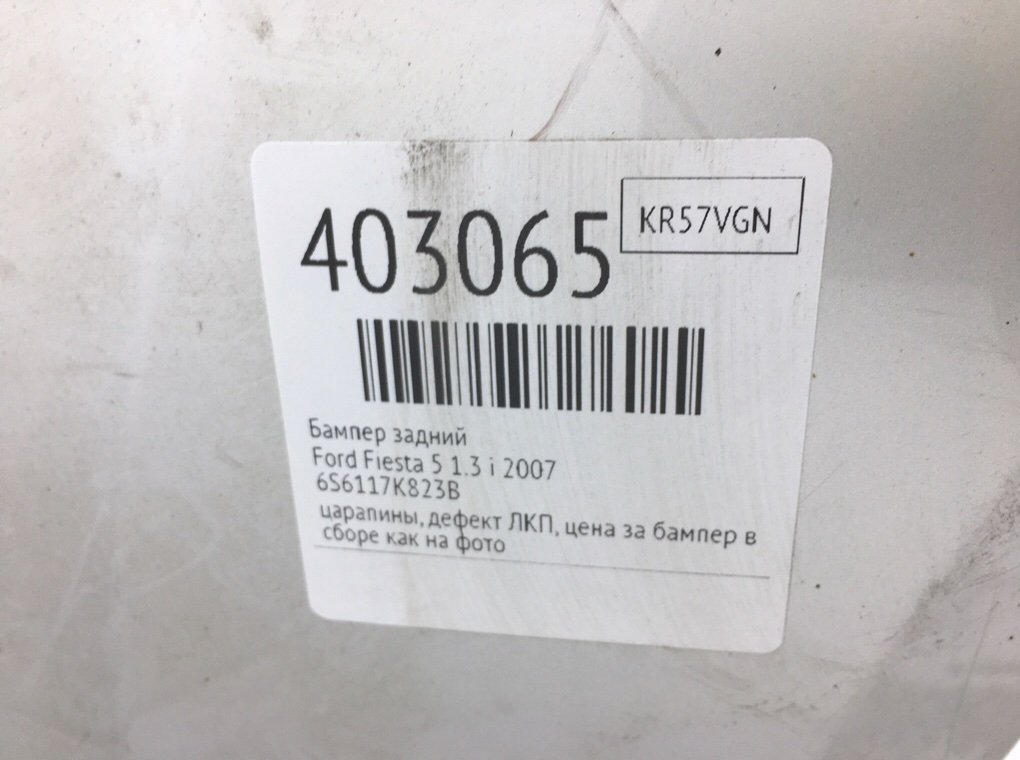 403065
KR57VGN
Бампер задний
Ford Fiesta 5 1.3 i 2007
6S6117K823B
царапины, дефект ЛКП, цена за бампер в
сборе как на фото